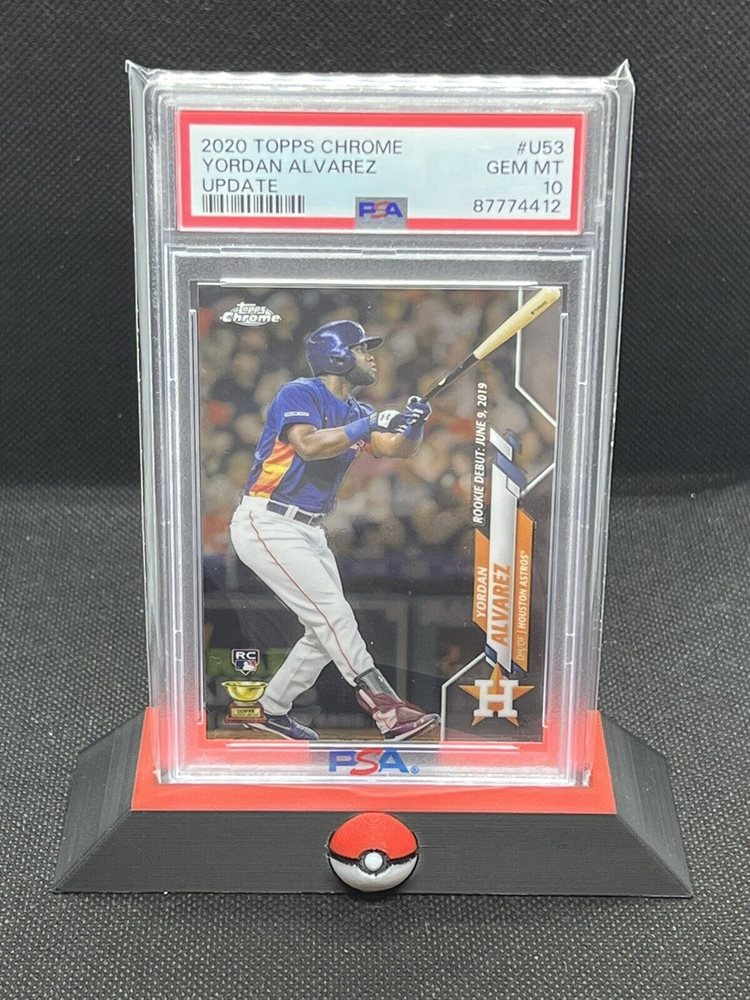 2020 TOPPS CHROME #U53
YORDAN ALVAREZ GEM MT
UPDATE 10
PSA 87774412
Topps
Chrome
ROOKIE DEBUT: JUNE 9, 2019
YORDAN
ALVAREZ
DH/OF | HOUSTON ASTROS®
H
RC
TOPPS
PSA®